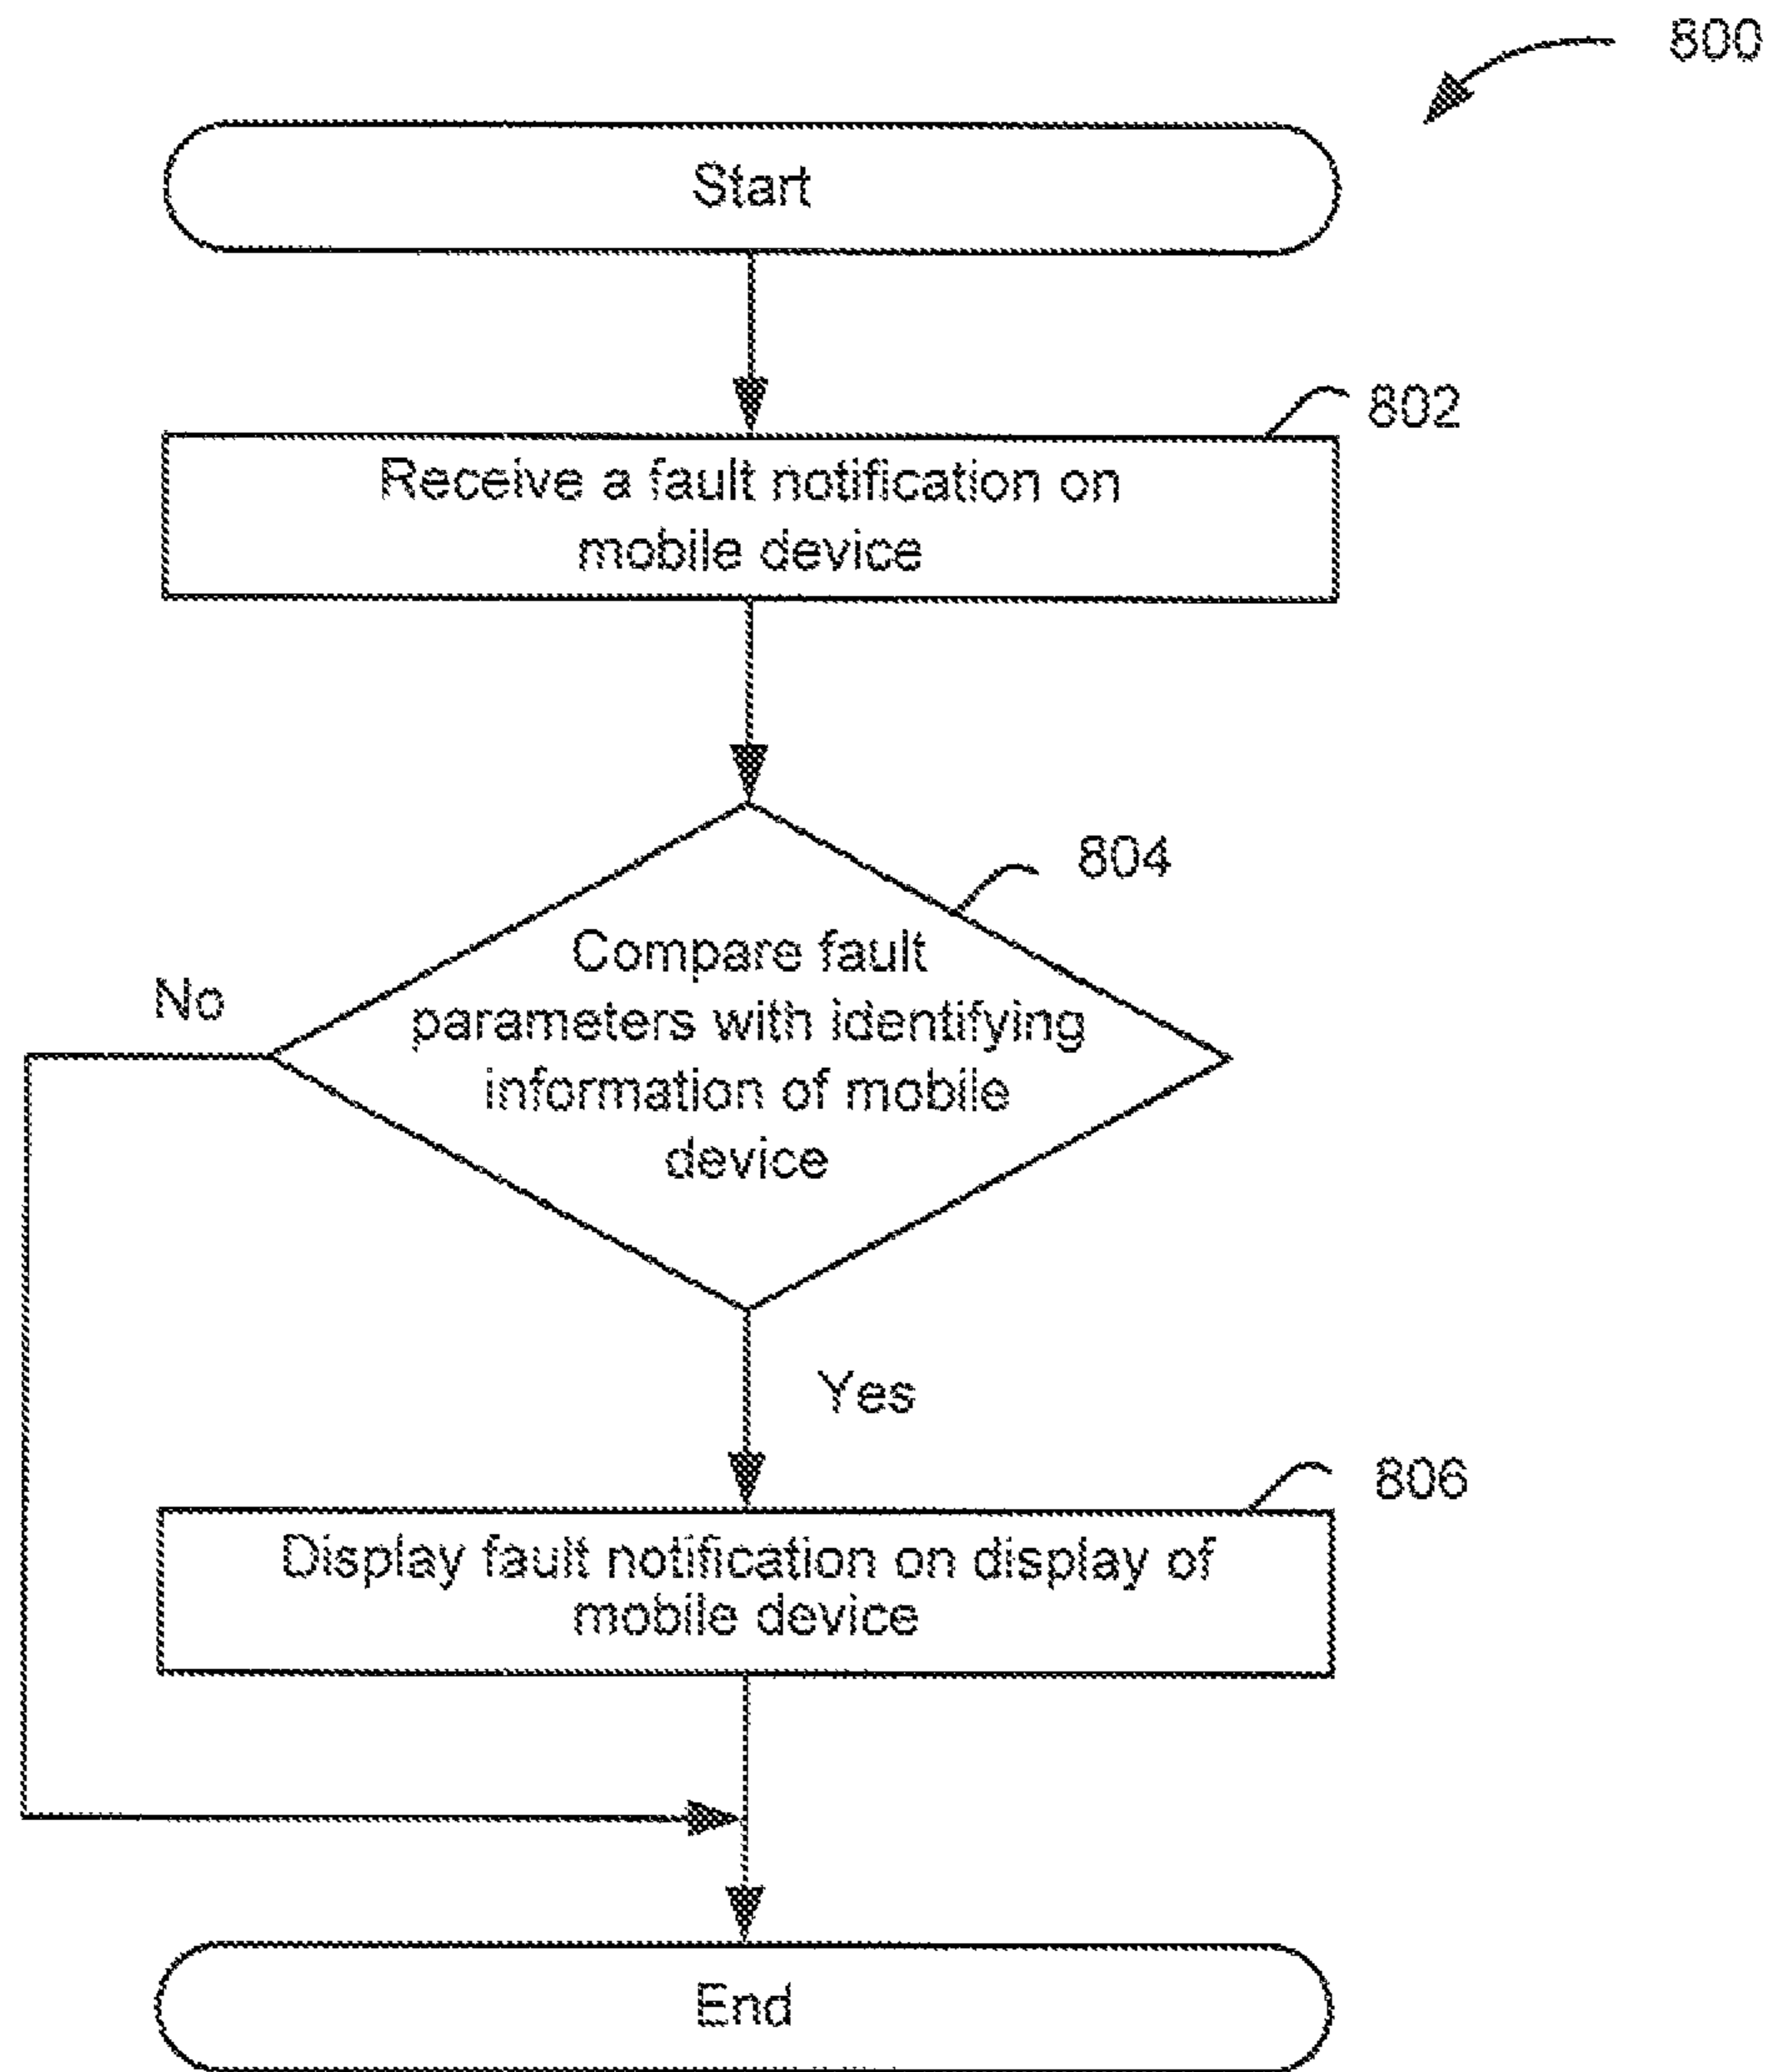 800
Start
802
Receive a fault notification on
mobile device
804
Compare fault
parameters with identifying
information of mobile
device
No
Yes
806
Display fault notification on display of
mobile device
End